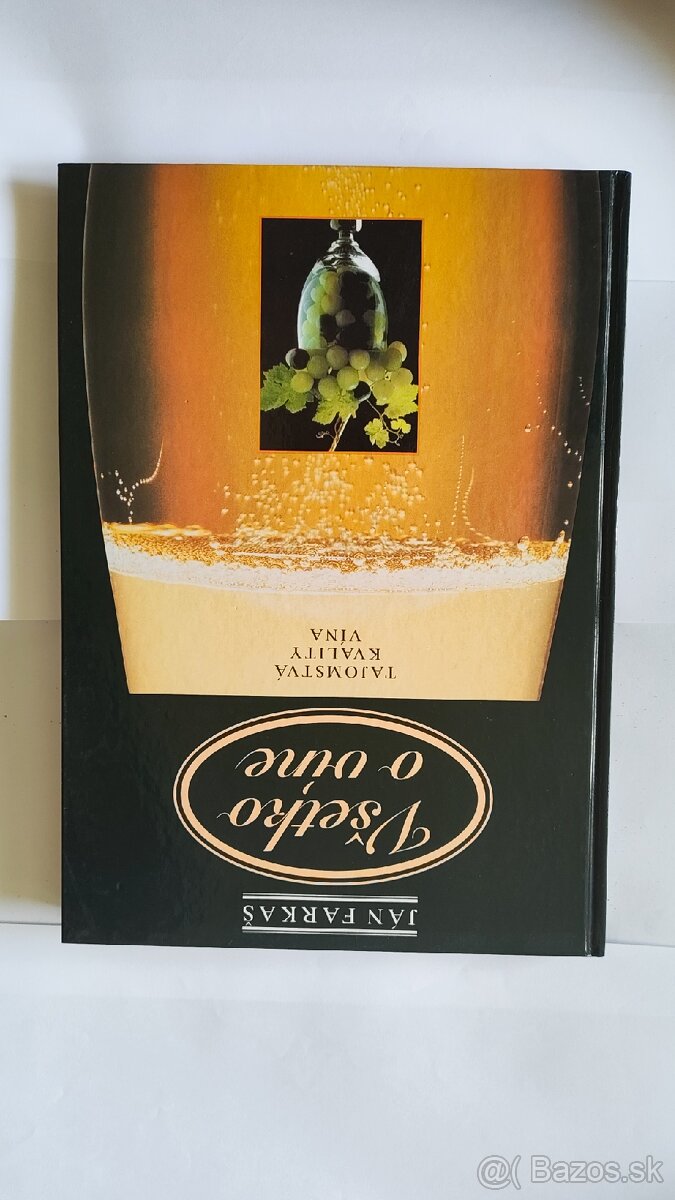 JÁN FARKAŠ
Všetko
o víne
TAJOMSTVÁ
KVALITY
VÍNA
@( Bazos.sk